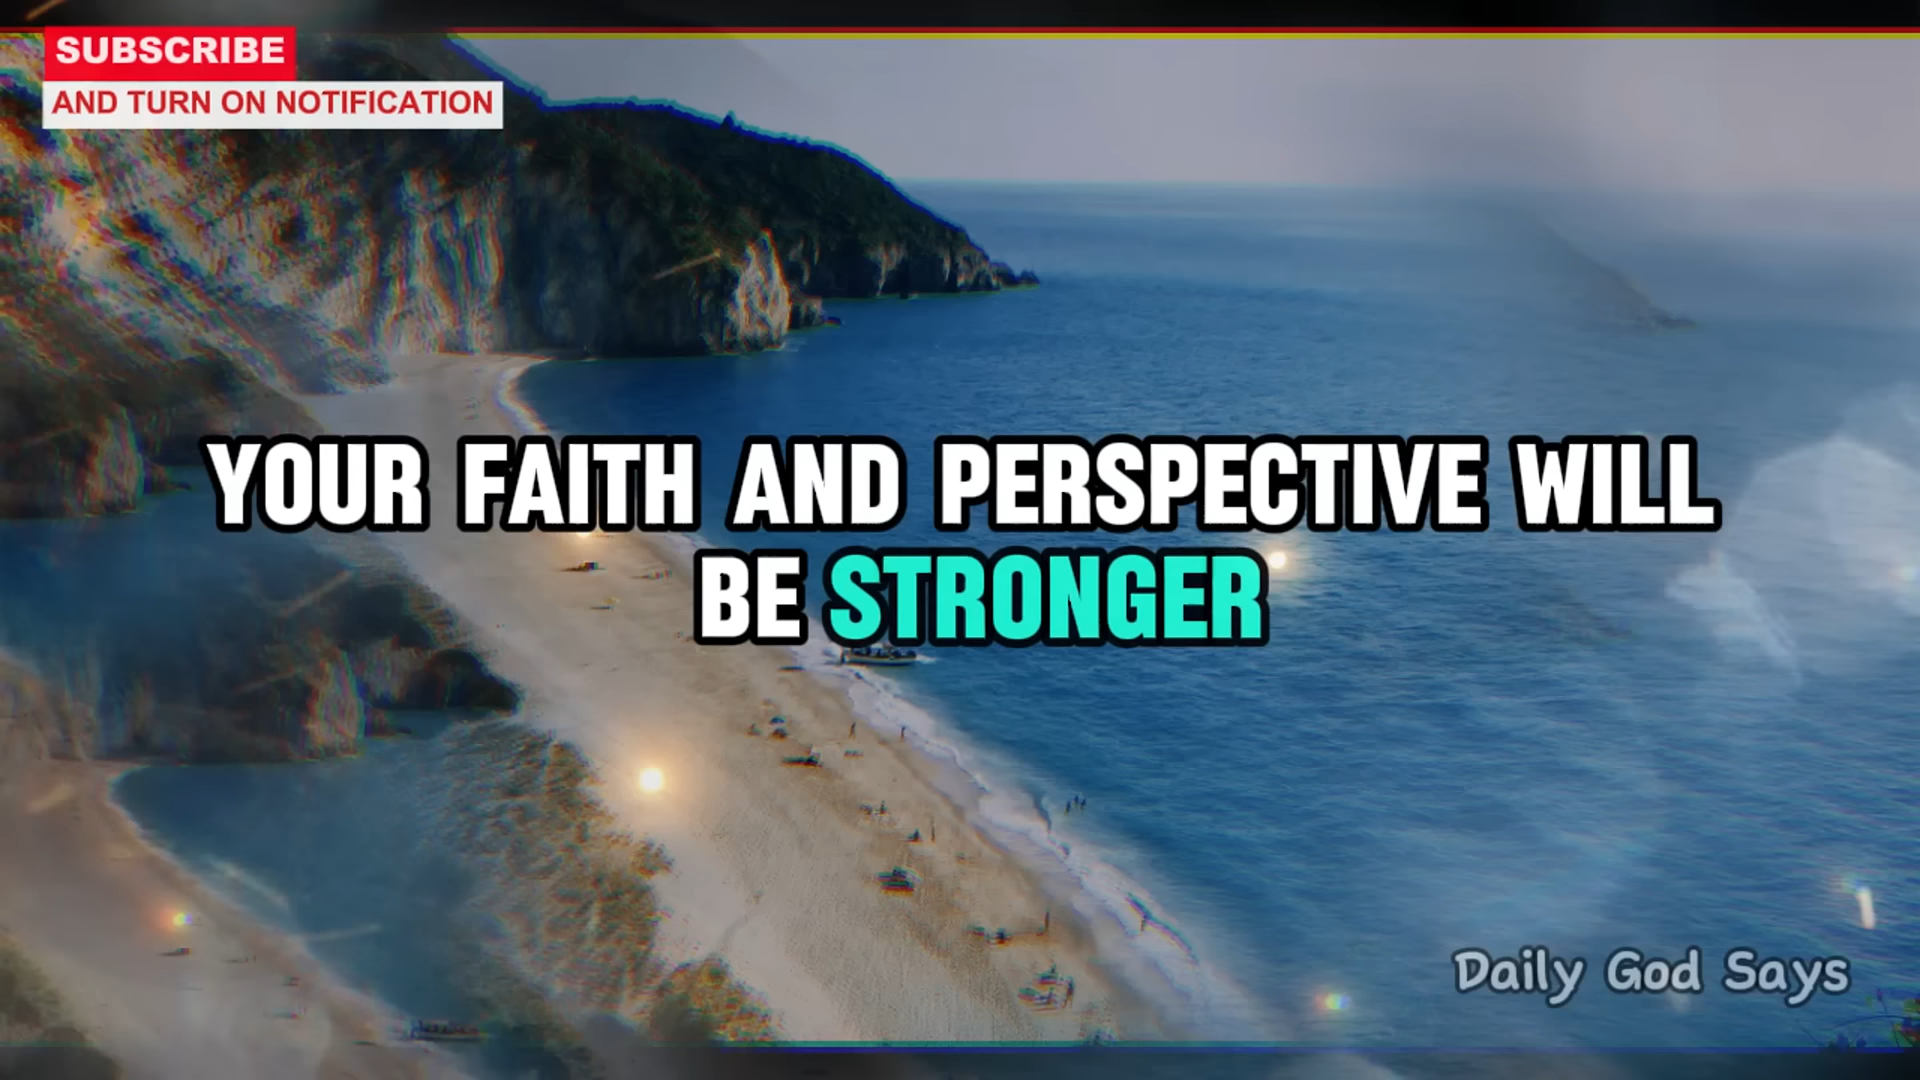 SUBSCRIBE
AND TURN ON NOTIFICATION
YOUR FAITH AND PERSPECTIVE WILL
BE STRONGER
Daily God Says